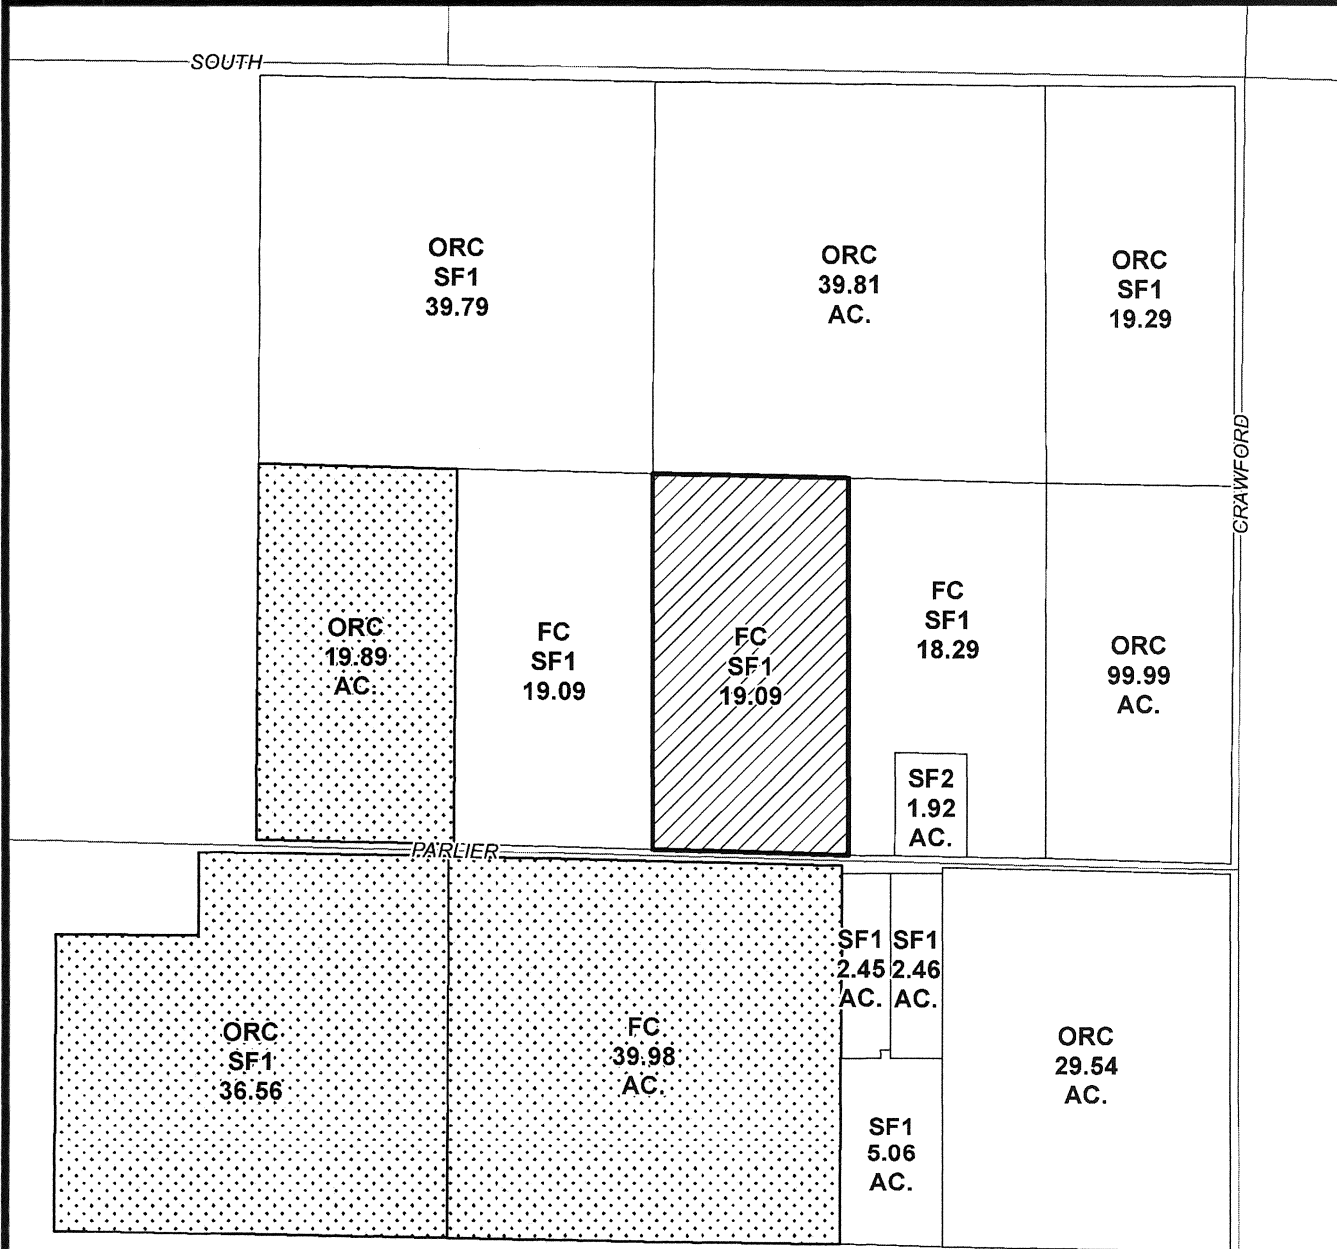 SOUTH
ORC
SF1
39.79
ORC
39.81
AC.
ORC
SF1
19.29
CRAWFORD
ORC
19.89
AC.
FC
SF1
19.09
FC
SF1
19.09
FC
SF1
18.29
ORC
99.99
AC.
SF2
1.92
AC.
PARLIER
ORC
SF1
36.56
FC
39.98
AC.
SF1
2.45
AC.
SF1
2.46
AC.
SF1
5.06
AC.
ORC
29.54
AC.